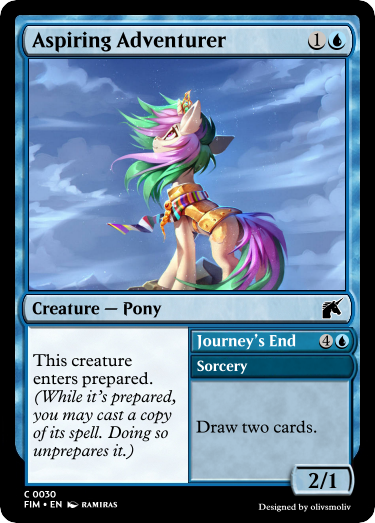 Aspiring Adventurer 1
Creature — Pony
This creature
enters prepared.
(While it's prepared,
you may cast a copy
of its spell. Doing so
unprepares it.)
Journey's End 4
Sorcery
Draw two cards.
2/1
C 0030
FIM • EN RAMIRAS
Designed by olivsmoliv